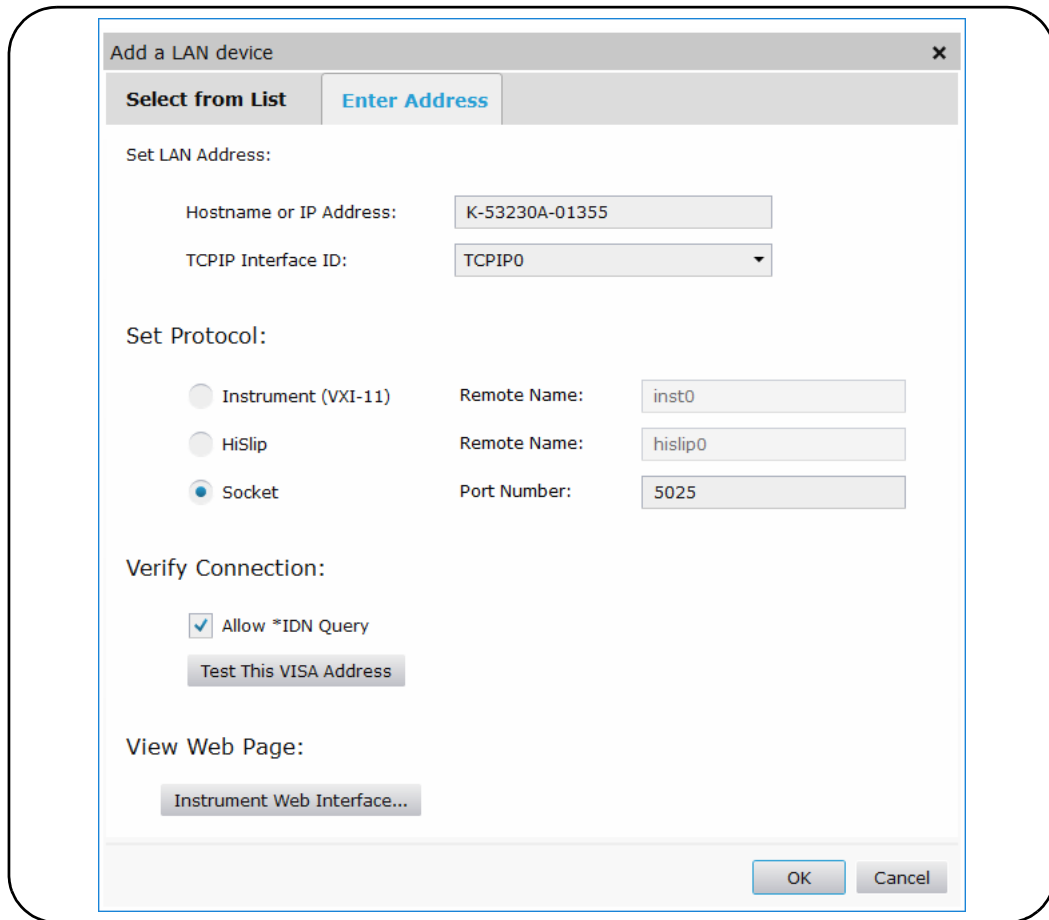 Add a LAN device
Select from List Enter Address
Set LAN Address:
Hostname or IP Address: K-53230A-01355
TCPIP Interface ID: TCPIP0
Set Protocol:
Instrument (VXI-11) Remote Name: inst0
HiSlip Remote Name: hislip0
Socket Port Number: 5025
Verify Connection:
Allow *IDN Query
Test This VISA Address
View Web Page:
Instrument Web Interface...
OK Cancel